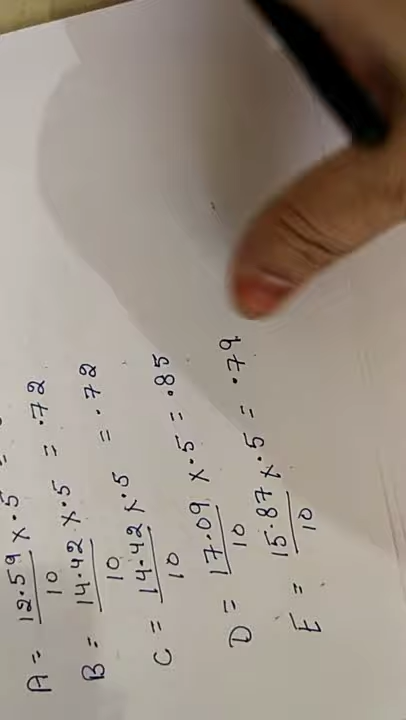 A = 12.59/10 x .5 =
B = 14.42/10 x .5 = .72
C = 14.42/10 x .5 = .72
D = 17.09/10 x .5 = .85
E = 15.87/10 x .5 = .79